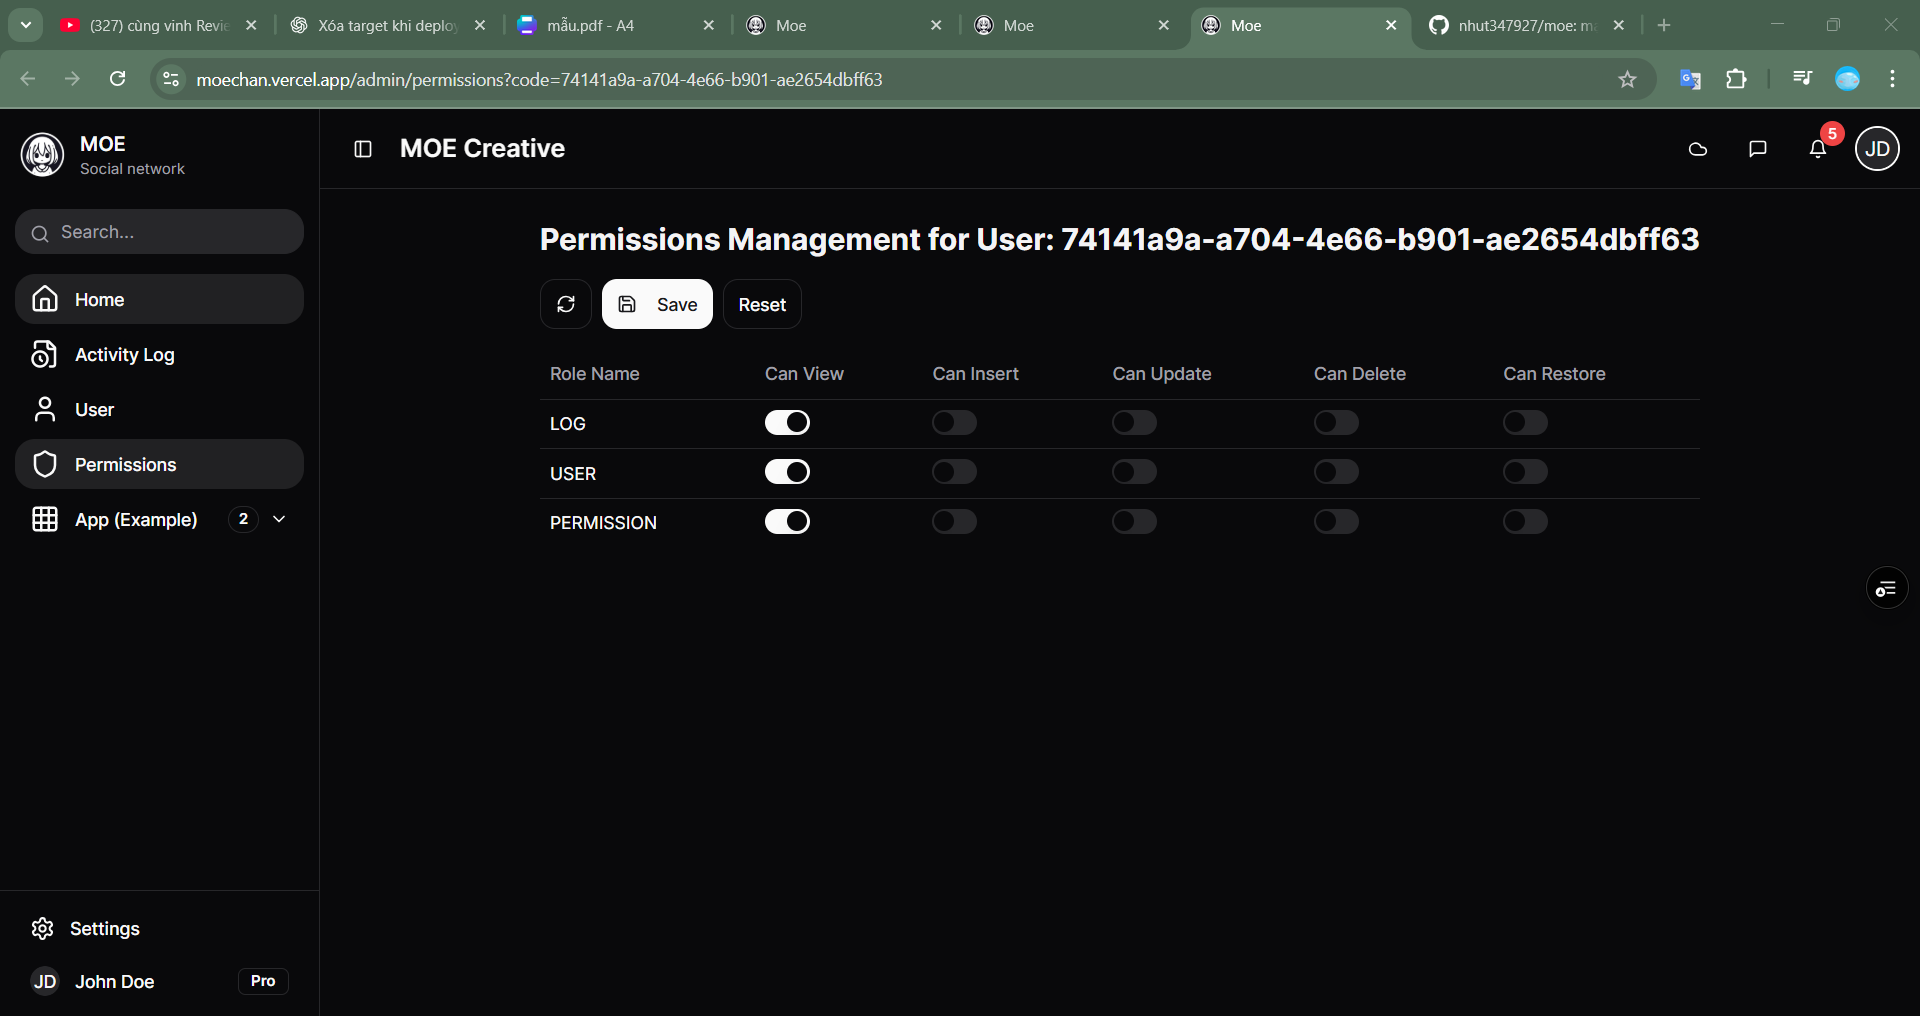 (327) cùng vinh Revie
Xóa target khi deploy
mẫu.pdf - A4
Moe
Moe
Moe
nhut347927/moe: ma
moechan.vercel.app/admin/permissions?code=74141a9a-a704-4e66-b901-ae2654dbff63
MOE
Social network
MOE Creative
5
JD
Search...
Home
Activity Log
User
Permissions
App (Example) 2
Settings
JD John Doe Pro
Permissions Management for User: 74141a9a-a704-4e66-b901-ae2654dbff63
Save Reset
Role Name Can View Can Insert Can Update Can Delete Can Restore
LOG
USER
PERMISSION